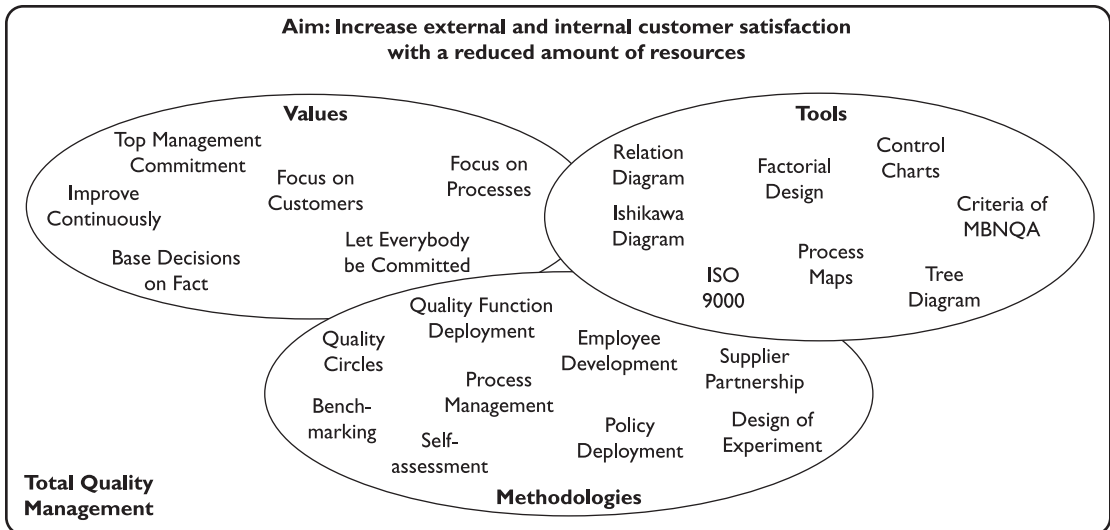 Aim: Increase external and internal customer satisfaction
with a reduced amount of resources
Values
Top Management
Commitment
Focus on
Processes
Focus on
Customers
Improve
Continuously
Let Everybody
be Committed
Base Decisions
on Fact
Tools
Relation
Diagram
Factorial
Design
Control
Charts
Ishikawa
Diagram
Criteria of
MBNQA
Process
Maps
ISO
9000
Tree
Diagram
Quality Function
Deployment
Quality
Circles
Employee
Development
Supplier
Partnership
Process
Management
Bench-
marking
Self-
assessment
Policy
Deployment
Design of
Experiment
Methodologies
Total Quality
Management